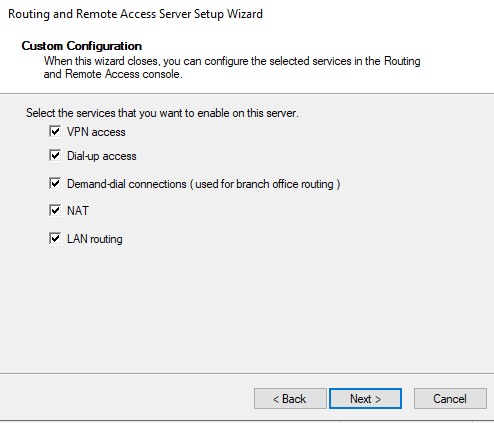 Routing and Remote Access Server Setup Wizard
Custom Configuration
When this wizard closes, you can configure the selected services in the Routing
and Remote Access console.
Select the services that you want to enable on this server.
VPN access
Dial-up access
Demand-dial connections ( used for branch office routing )
NAT
LAN routing
< Back
Next >
Cancel